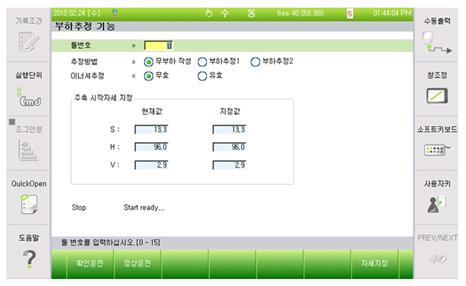 기록조건
2010.02.24 [수] 수 동 free:40,056,880 S 01:44:04 PM
수동출력
부하추정 기능
툴번호 =
실행단위
Cmd
추정방법 = 무부하 작성 부하추정1 부하추정2
이너셔추정 = 무효 유효
창조정
주축 시작자세 지정
현재값 지정값
조그인칭
S : 13,3 13,3
소프트키보드
H : 96,0 96,0
V : 2,9 2,9
QuickOpen
사용자키
Stop Start ready...
도움말
툴 번호를 입력하십시오.[0 - 15]
PREV/NEXT
확인운전 정상운전 자세지정